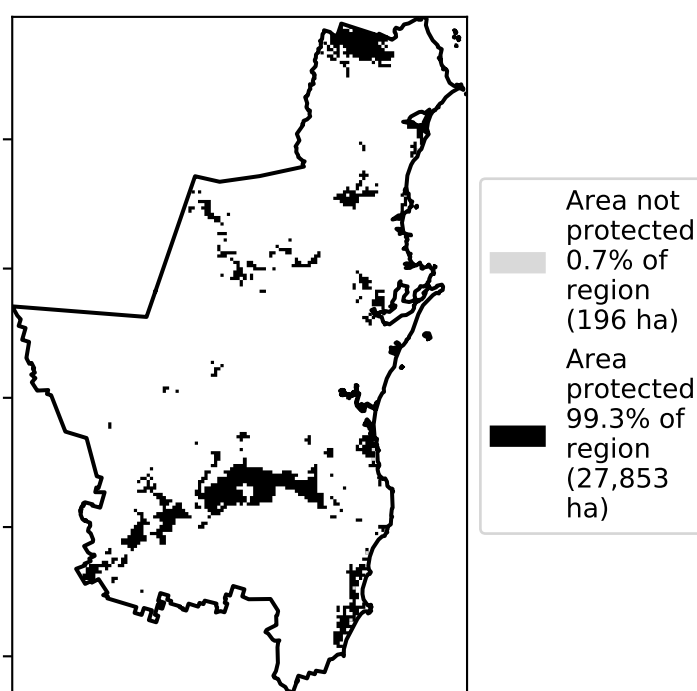 Area not
protected
0.7% of
region
(196 ha)
Area
protected
99.3% of
region
(27,853
ha)